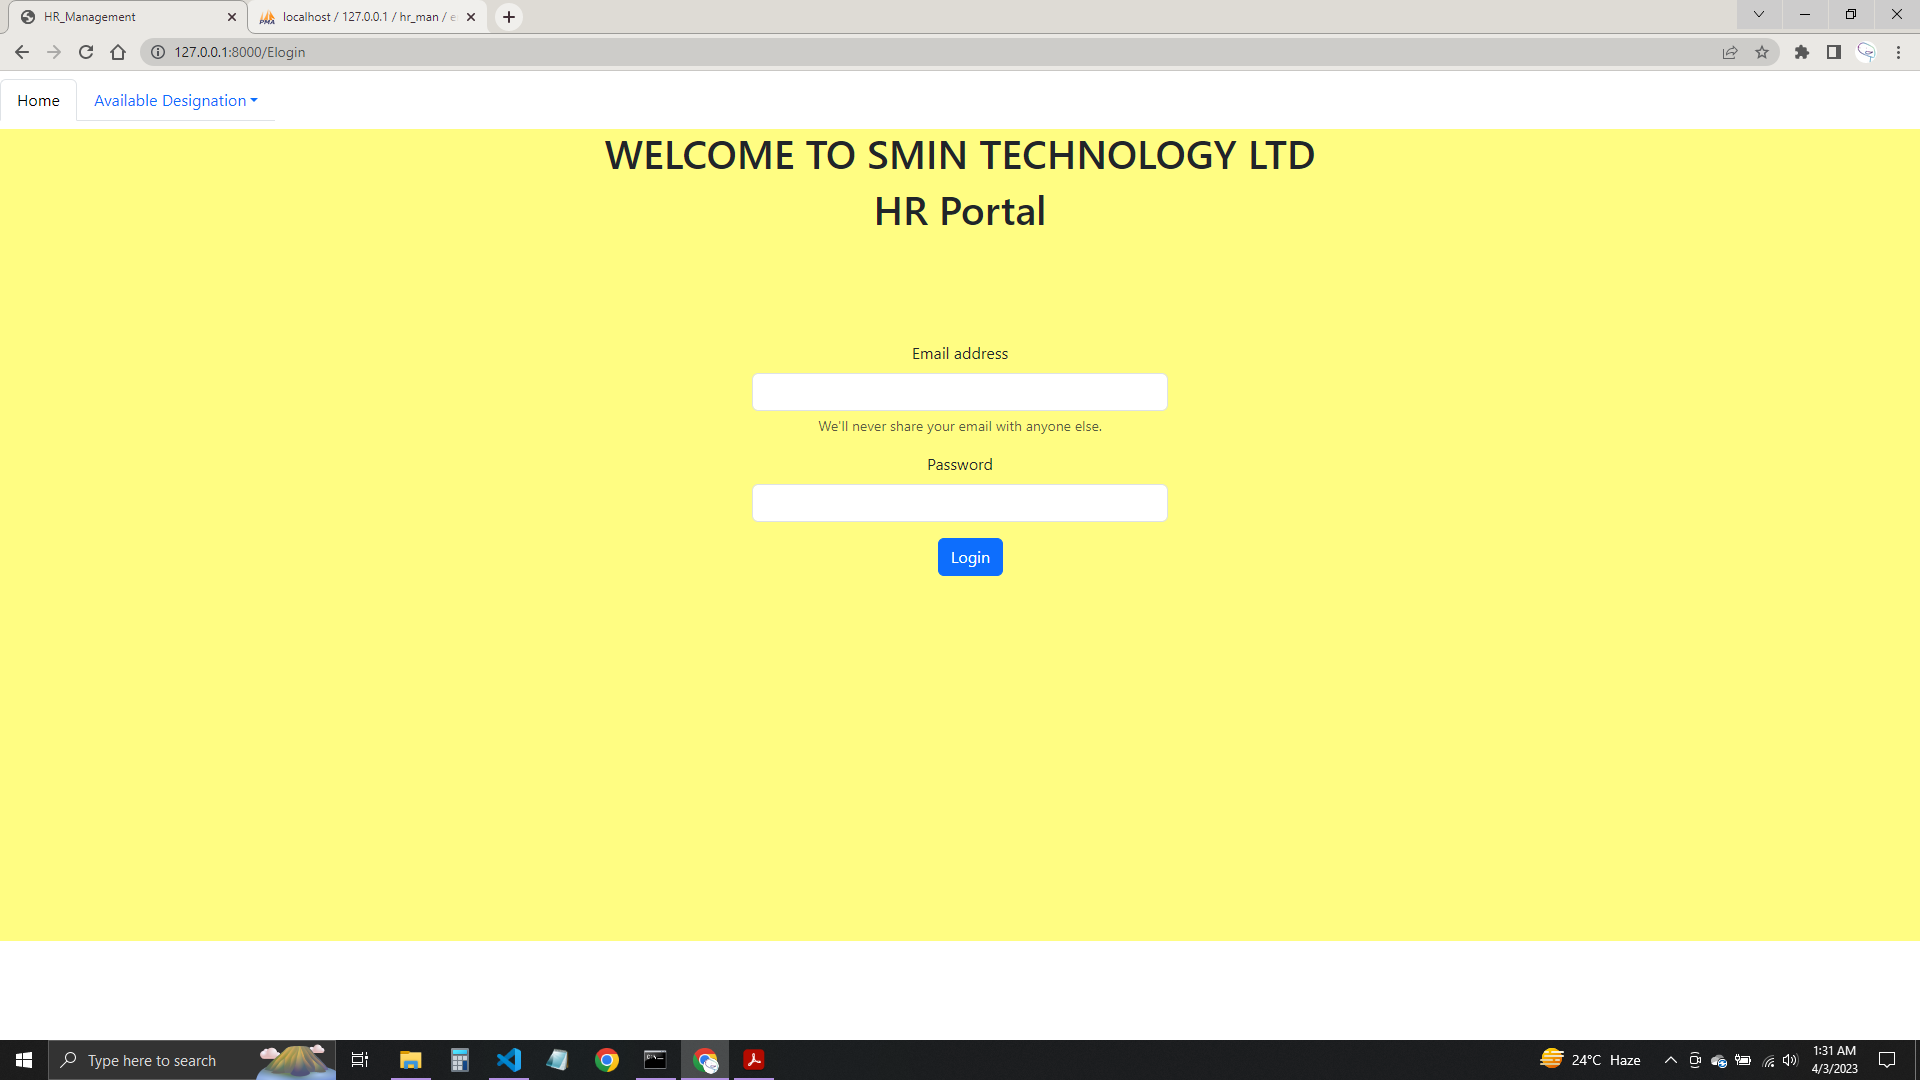 HR_Management
localhost / 127.0.0.1 / hr_man / e
127.0.0.1:8000/Elogin
Home
Available Designation
WELCOME TO SMIN TECHNOLOGY LTD
HR Portal
Email address
We'll never share your email with anyone else.
Password
Login
Type here to search
24°C Haze
1:31 AM
4/3/2023